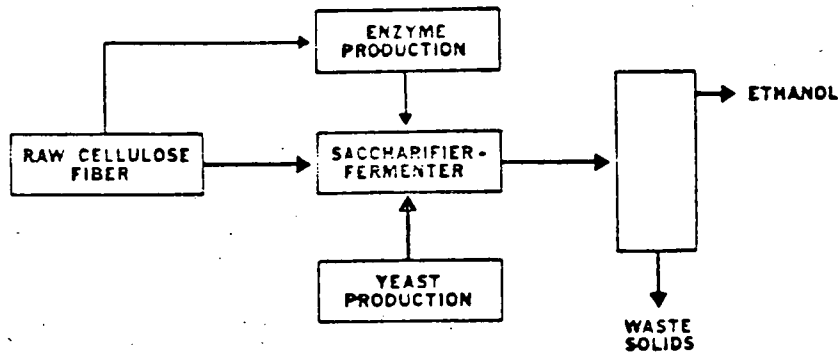 ENZYME
PRODUCTION
ETHANOL
RAW CELLULOSE
FIBER
SACCHARIFIER-
FERMENTER
YEAST
PRODUCTION
WASTE
SOLIDS